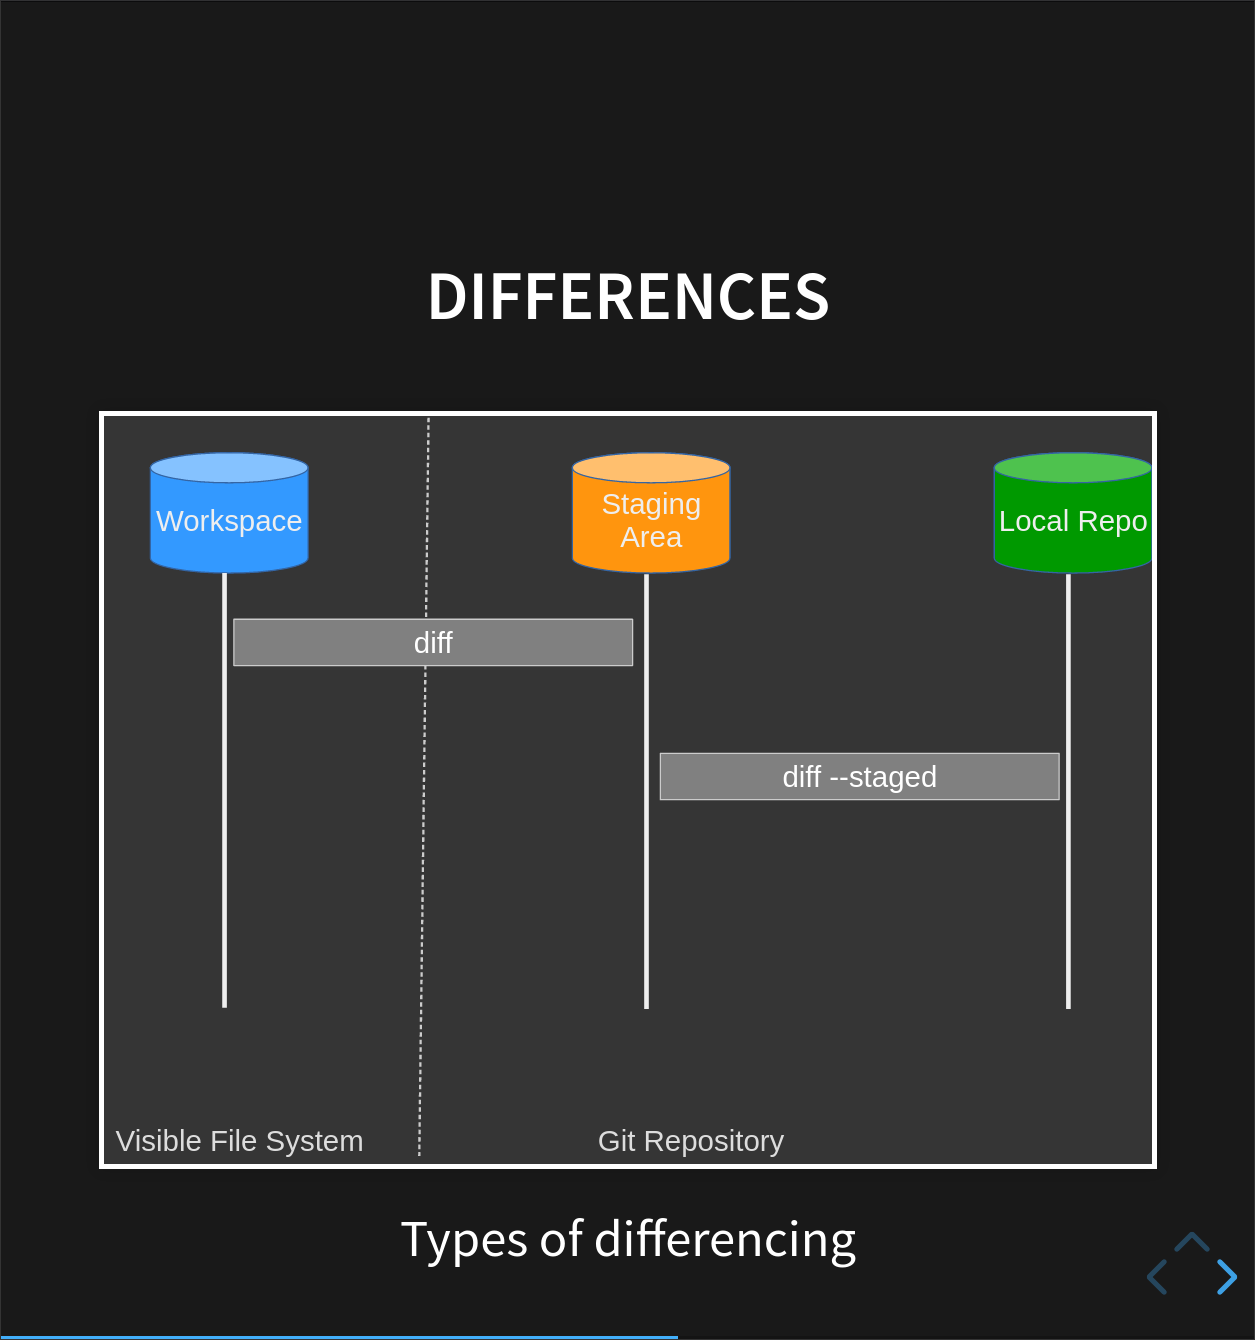 DIFFERENCES
Workspace
Staging
Area
Local Repo
diff
diff --staged
Visible File System
Git Repository
Types of differencing